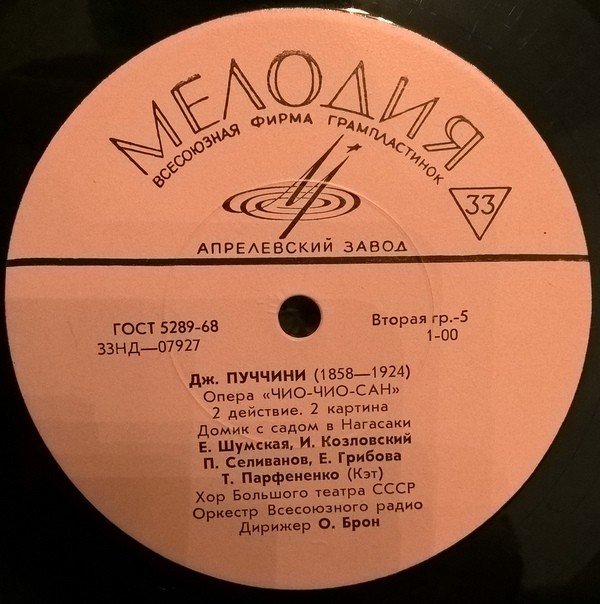 МЕЛОДИЯ
ВСЕСОЮЗНАЯ ФИРМА ГРАМПЛАСТИНОК
33
АПРЕЛЕВСКИЙ ЗАВОД
ГОСТ 5289-68
33НД—07927
Вторая гр.-5
1-00
Дж. ПУЧЧИНИ (1858—1924)
Опера «ЧИО-ЧИО-САН»
2 действие. 2 картина
Домик с садом в Нагасаки
Е. Шумская, И. Козловский
П. Селиванов, Е. Грибова
Т. Парфененко (Кэт)
Хор Большого театра СССР
Оркестр Всесоюзного радио
Дирижер О. Брон